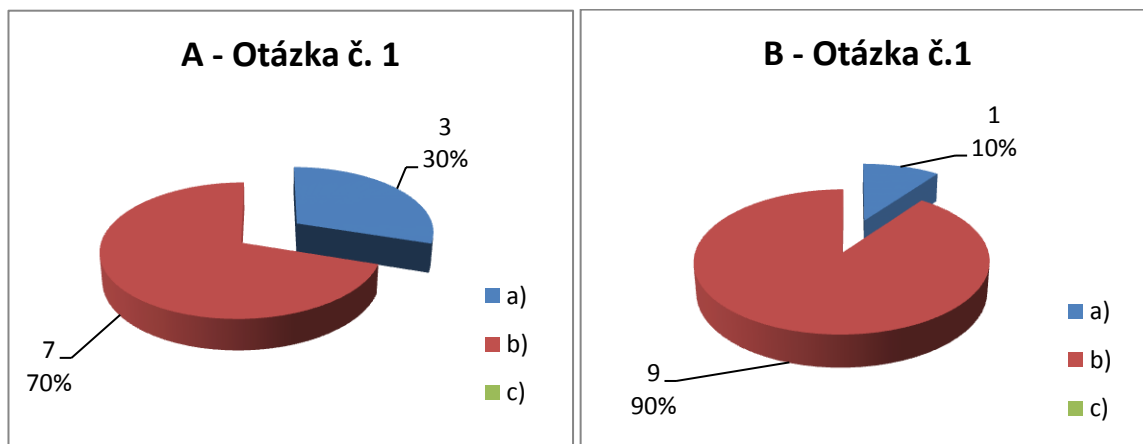 A - Otázka č. 1
3
30%
7
70%
a)
b)
c)
B - Otázka č.1
1
10%
9
90%
a)
b)
c)